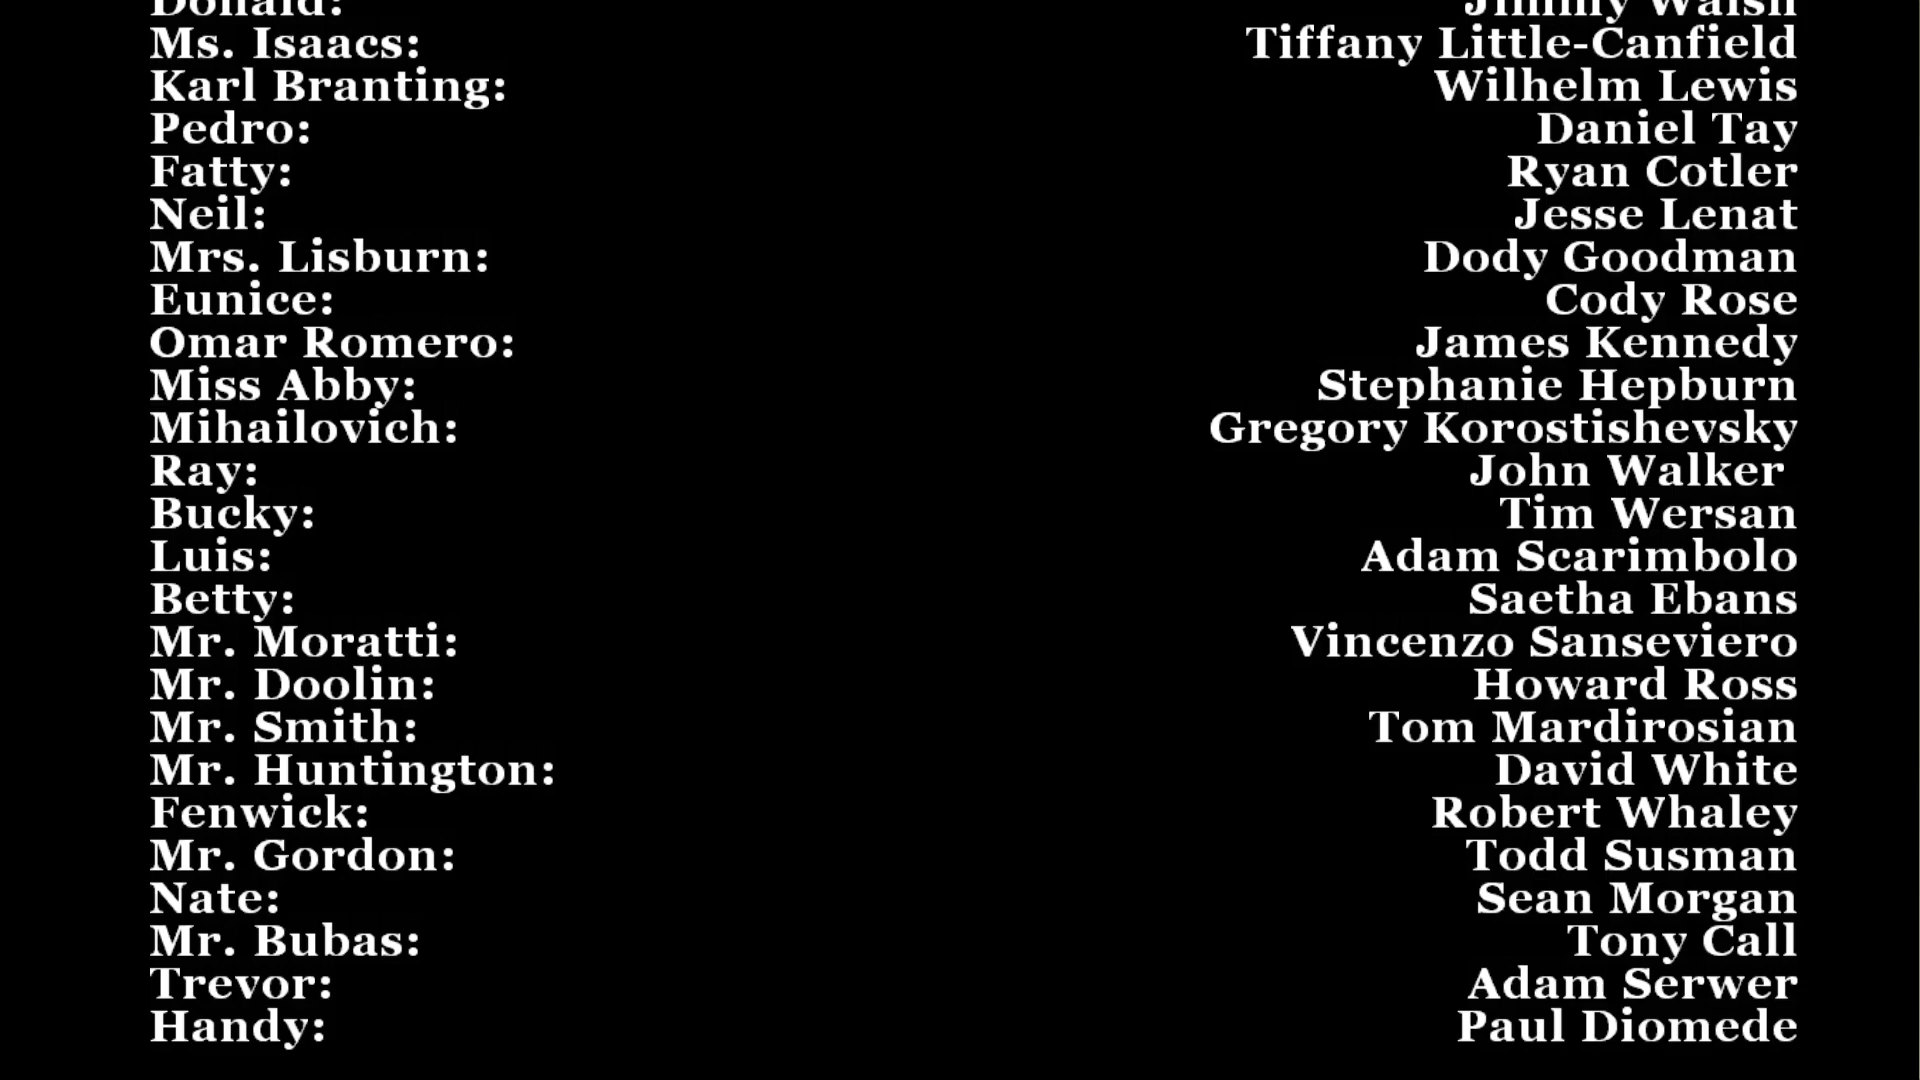 Donald: Jimmy Walsh
Ms. Isaacs: Tiffany Little-Canfield
Karl Branting: Wilhelm Lewis
Pedro: Daniel Tay
Fatty: Ryan Cotler
Neil: Jesse Lenat
Mrs. Lisburn: Dody Goodman
Eunice: Cody Rose
Omar Romero: James Kennedy
Miss Abby: Stephanie Hepburn
Mihailovich: Gregory Korostishevsky
Ray: John Walker
Bucky: Tim Wersan
Luis: Adam Scarimbolo
Betty: Saetha Ebans
Mr. Moratti: Vincenzo Sanseviero
Mr. Doolin: Howard Ross
Mr. Smith: Tom Mardirosian
Mr. Huntington: David White
Fenwick: Robert Whaley
Mr. Gordon: Todd Susman
Nate: Sean Morgan
Mr. Bubas: Tony Call
Trevor: Adam Serwer
Handy: Paul Diomede